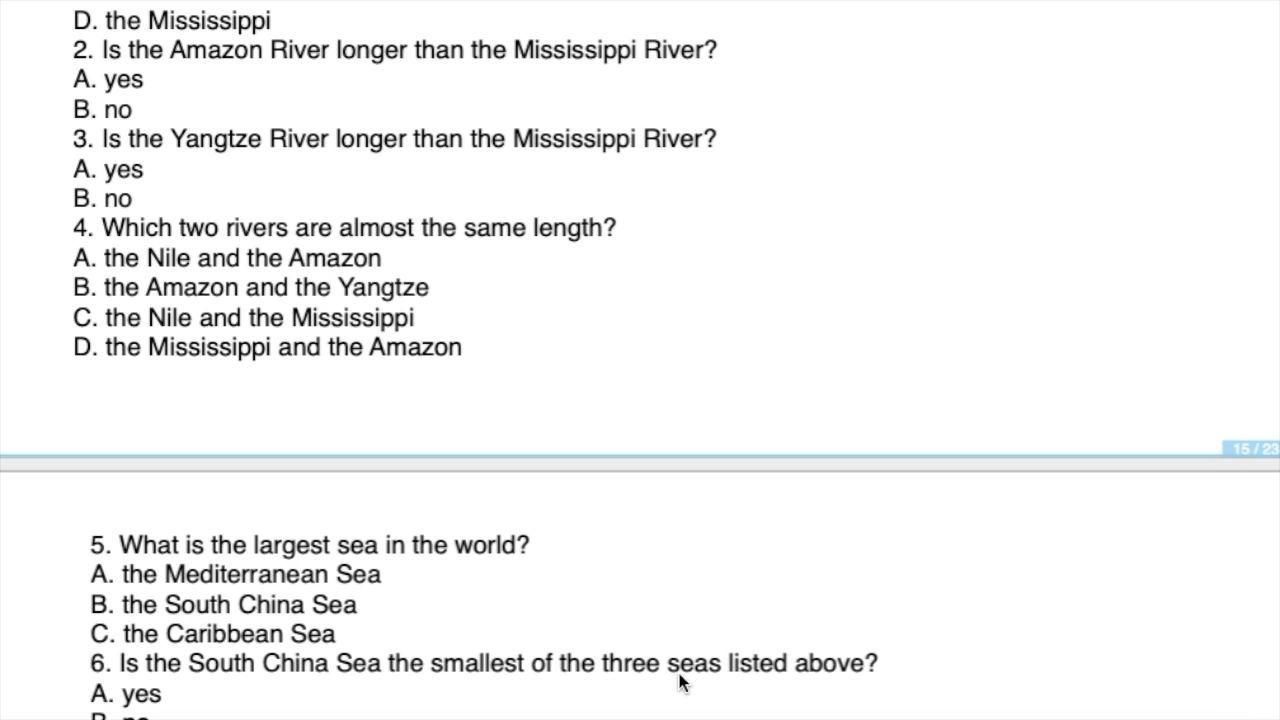 D. the Mississippi
2. Is the Amazon River longer than the Mississippi River?
A. yes
B. no
3. Is the Yangtze River longer than the Mississippi River?
A. yes
B. no
4. Which two rivers are almost the same length?
A. the Nile and the Amazon
B. the Amazon and the Yangtze
C. the Nile and the Mississippi
D. the Mississippi and the Amazon
15 / 23
5. What is the largest sea in the world?
A. the Mediterranean Sea
B. the South China Sea
C. the Caribbean Sea
6. Is the South China Sea the smallest of the three seas listed above?
A. yes
B. no